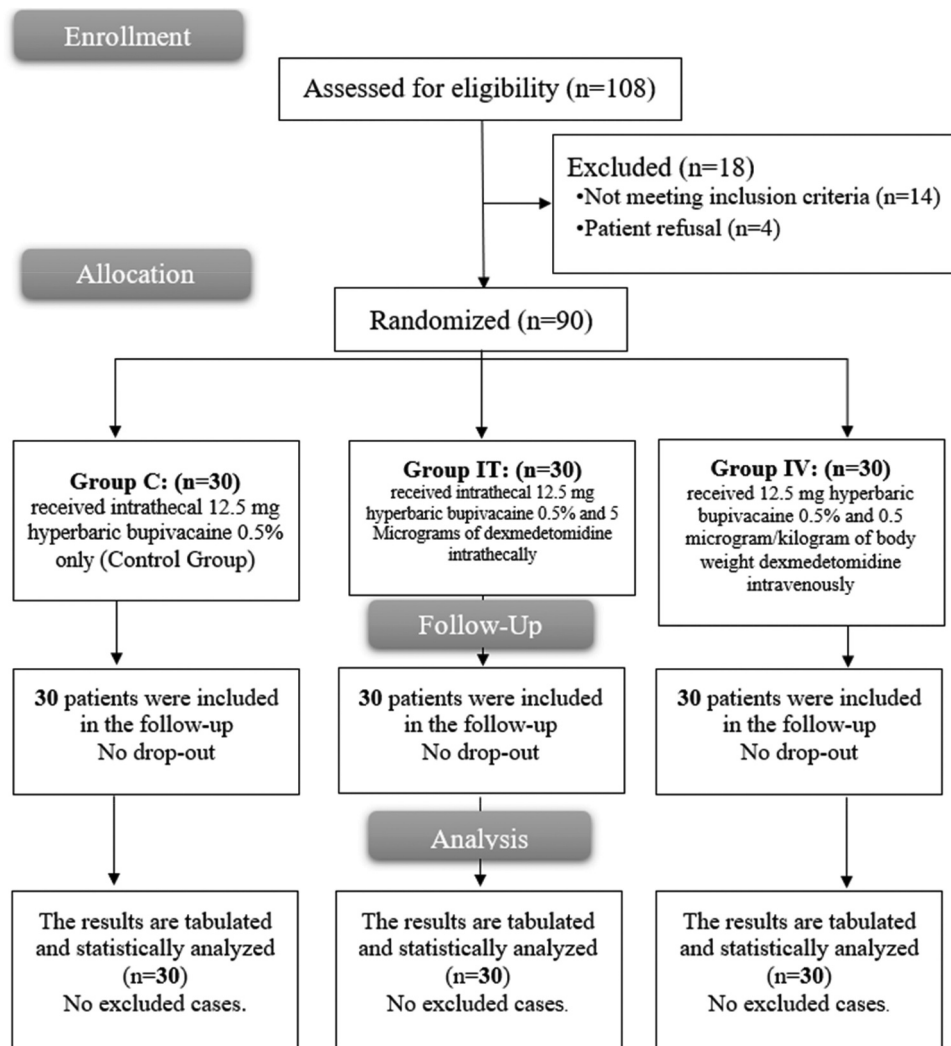 Enrollment
Assessed for eligibility (n=108)
Excluded (n=18)
•Not meeting inclusion criteria (n=14)
•Patient refusal (n=4)
Allocation
Randomized (n=90)
Group C: (n=30)
received intrathecal 12.5 mg
hyperbaric bupivacaine 0.5%
only (Control Group)
Group IT: (n=30)
received intrathecal 12.5 mg
hyperbaric bupivacaine 0.5% and 5
Micrograms of dexmedetomidine
intrathecally
Group IV: (n=30)
received 12.5 mg hyperbaric
bupivacaine 0.5% and 0.5
microgram/kilogram of body
weight dexmedetomidine
intravenously
Follow-Up
30 patients were included
in the follow-up
No drop-out
30 patients were included
in the follow-up
No drop-out
30 patients were included
in the follow-up
No drop-out
Analysis
The results are tabulated
and statistically analyzed
(n=30)
No excluded cases.
The results are tabulated
and statistically analyzed
(n=30)
No excluded cases.
The results are tabulated
and statistically analyzed
(n=30)
No excluded cases.